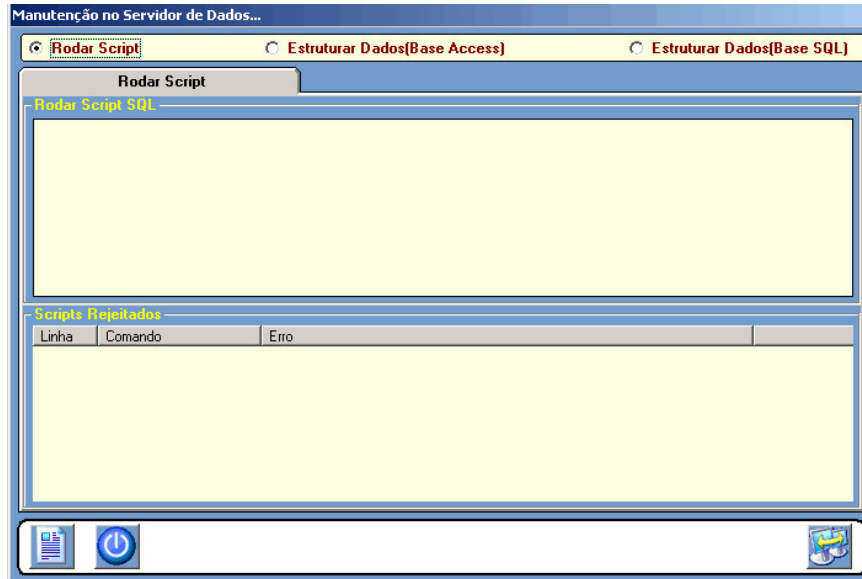 Manutenção no Servidor de Dados...
Rodar Script Estruturar Dados(Base Access) Estruturar Dados(Base SQL)
Rodar Script
Rodar Script SQL
Scripts Rejeitados
Linha Comando Erro